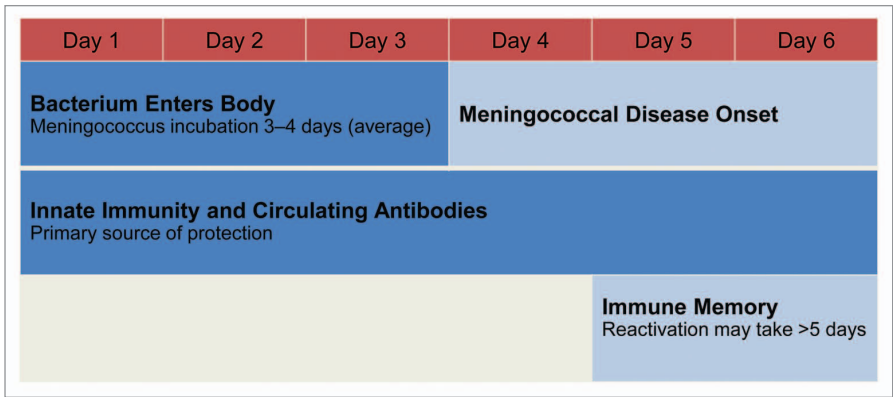 Day 1 Day 2 Day 3 Day 4 Day 5 Day 6
Bacterium Enters Body
Meningococcus incubation 3–4 days (average)
Meningococcal Disease Onset
Innate Immunity and Circulating Antibodies
Primary source of protection
Immune Memory
Reactivation may take >5 days